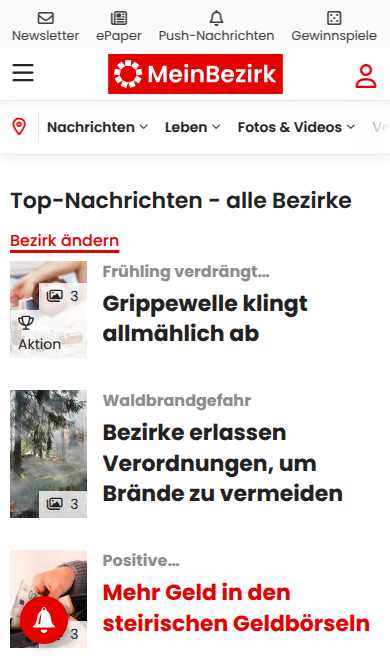 Newsletter
ePaper
Push-Nachrichten
Gewinnspiele
MeinBezirk
Nachrichten
Leben
Fotos & Videos
Top-Nachrichten - alle Bezirke
Bezirk ändern
3
Aktion
Frühling verdrängt...
Grippewelle klingt
allmählich ab
3
Waldbrandgefahr
Bezirke erlassen
Verordnungen, um
Brände zu vermeiden
3
Positive...
Mehr Geld in den
steirischen Geldbörseln